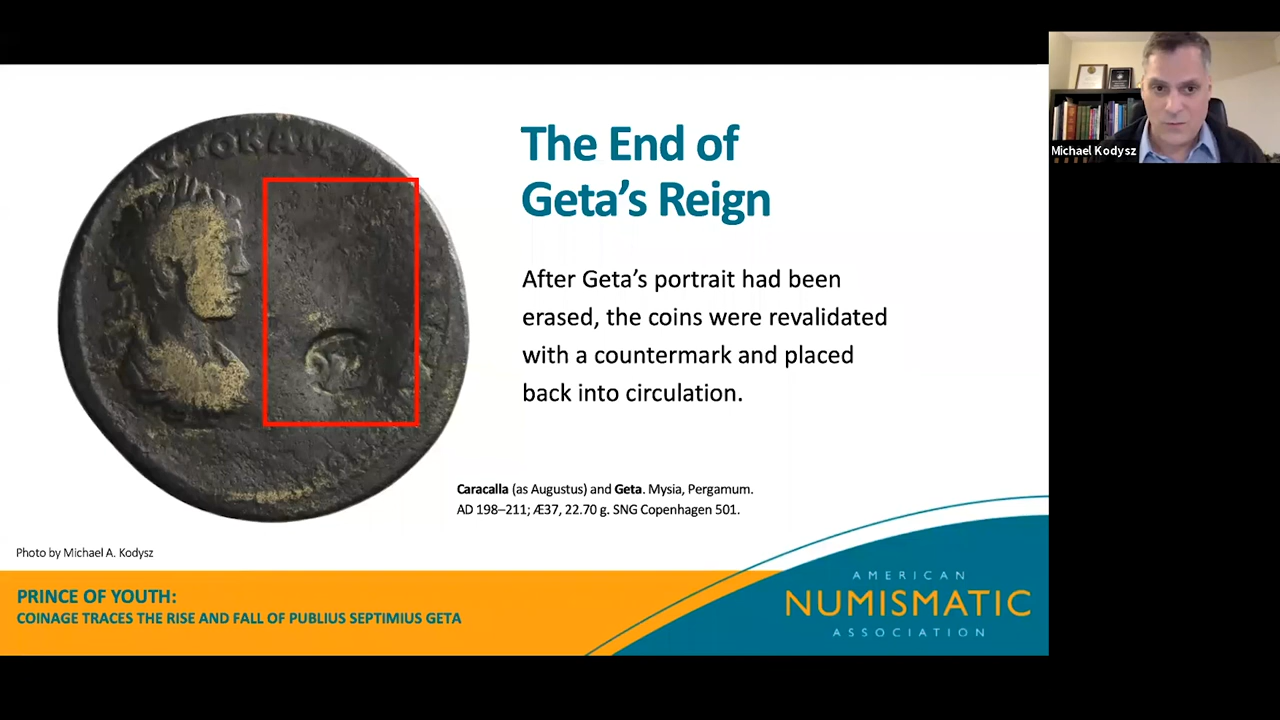 Michael Kodysz
The End of
Geta's Reign
After Geta's portrait had been
erased, the coins were revalidated
with a countermark and placed
back into circulation.
Caracalla (as Augustus) and Geta. Mysia, Pergamum.
AD 198–211; Æ37, 22.70 g. SNG Copenhagen 501.
Photo by Michael A. Kodysz
PRINCE OF YOUTH:
COINAGE TRACES THE RISE AND FALL OF PUBLIUS SEPTIMIUS GETA
AMERICAN
NUMISMATIC
ASSOCIATION